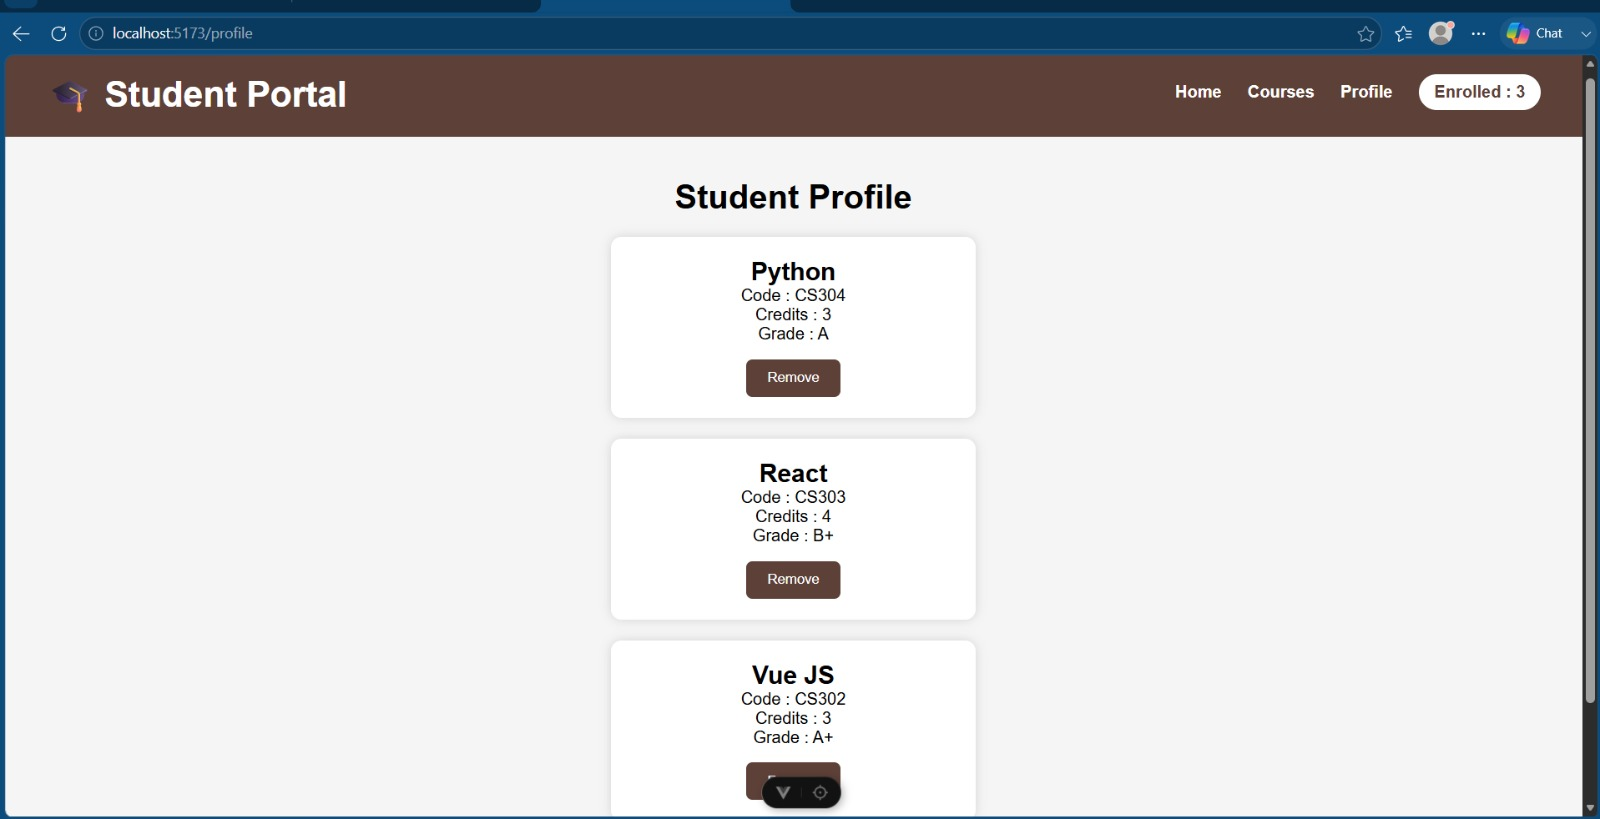 localhost:5173/profile
Chat
Student Portal
Home Courses Profile Enrolled : 3
Student Profile
Python
Code : CS304
Credits : 3
Grade : A
Remove
React
Code : CS303
Credits : 4
Grade : B+
Remove
Vue JS
Code : CS302
Credits : 3
Grade : A+